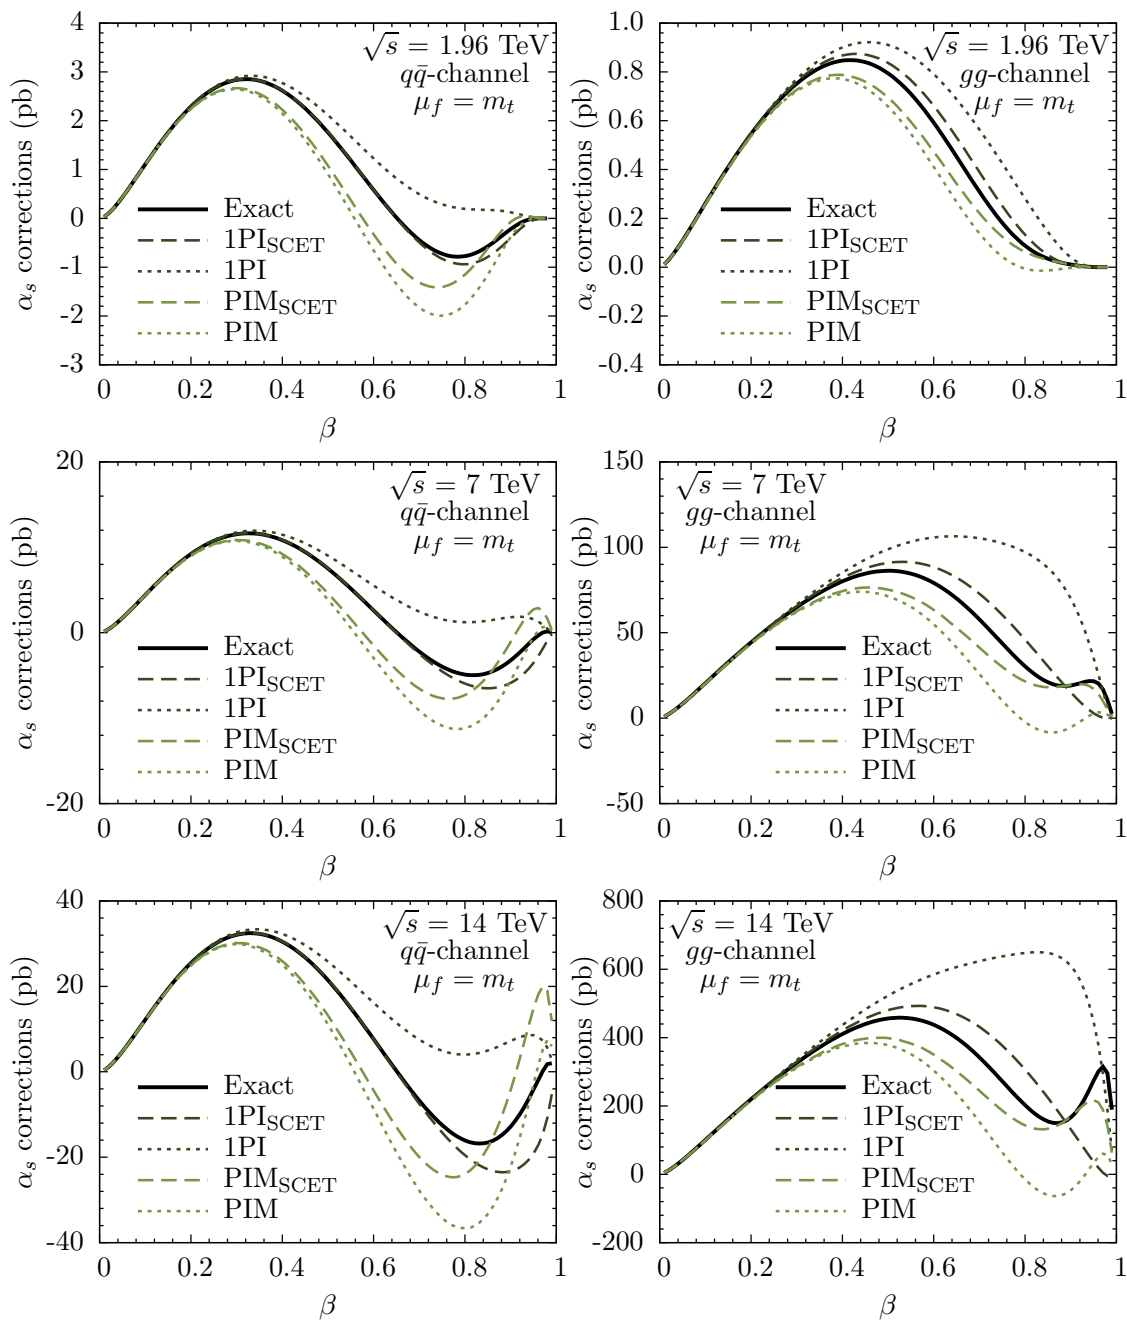 4
3
2
1
0
-1
-2
-3
αs corrections (pb)
√s = 1.96 TeV
qq̄-channel
μf = mt
Exact
1PISCET
1PI
PIMSCET
PIM
0 0.2 0.4 0.6 0.8 1
β
1.0
0.8
0.6
0.4
0.2
0.0
-0.2
-0.4
αs corrections (pb)
√s = 1.96 TeV
gg-channel
μf = mt
Exact
1PISCET
1PI
PIMSCET
PIM
0 0.2 0.4 0.6 0.8 1
β
20
10
0
-10
-20
αs corrections (pb)
√s = 7 TeV
qq̄-channel
μf = mt
Exact
1PISCET
1PI
PIMSCET
PIM
0 0.2 0.4 0.6 0.8 1
β
150
100
50
0
-50
αs corrections (pb)
√s = 7 TeV
gg-channel
μf = mt
Exact
1PISCET
1PI
PIMSCET
PIM
0 0.2 0.4 0.6 0.8 1
β
40
20
0
-20
-40
αs corrections (pb)
√s = 14 TeV
qq̄-channel
μf = mt
Exact
1PISCET
1PI
PIMSCET
PIM
0 0.2 0.4 0.6 0.8 1
β
800
600
400
200
0
-200
αs corrections (pb)
√s = 14 TeV
gg-channel
μf = mt
Exact
1PISCET
1PI
PIMSCET
PIM
0 0.2 0.4 0.6 0.8 1
β